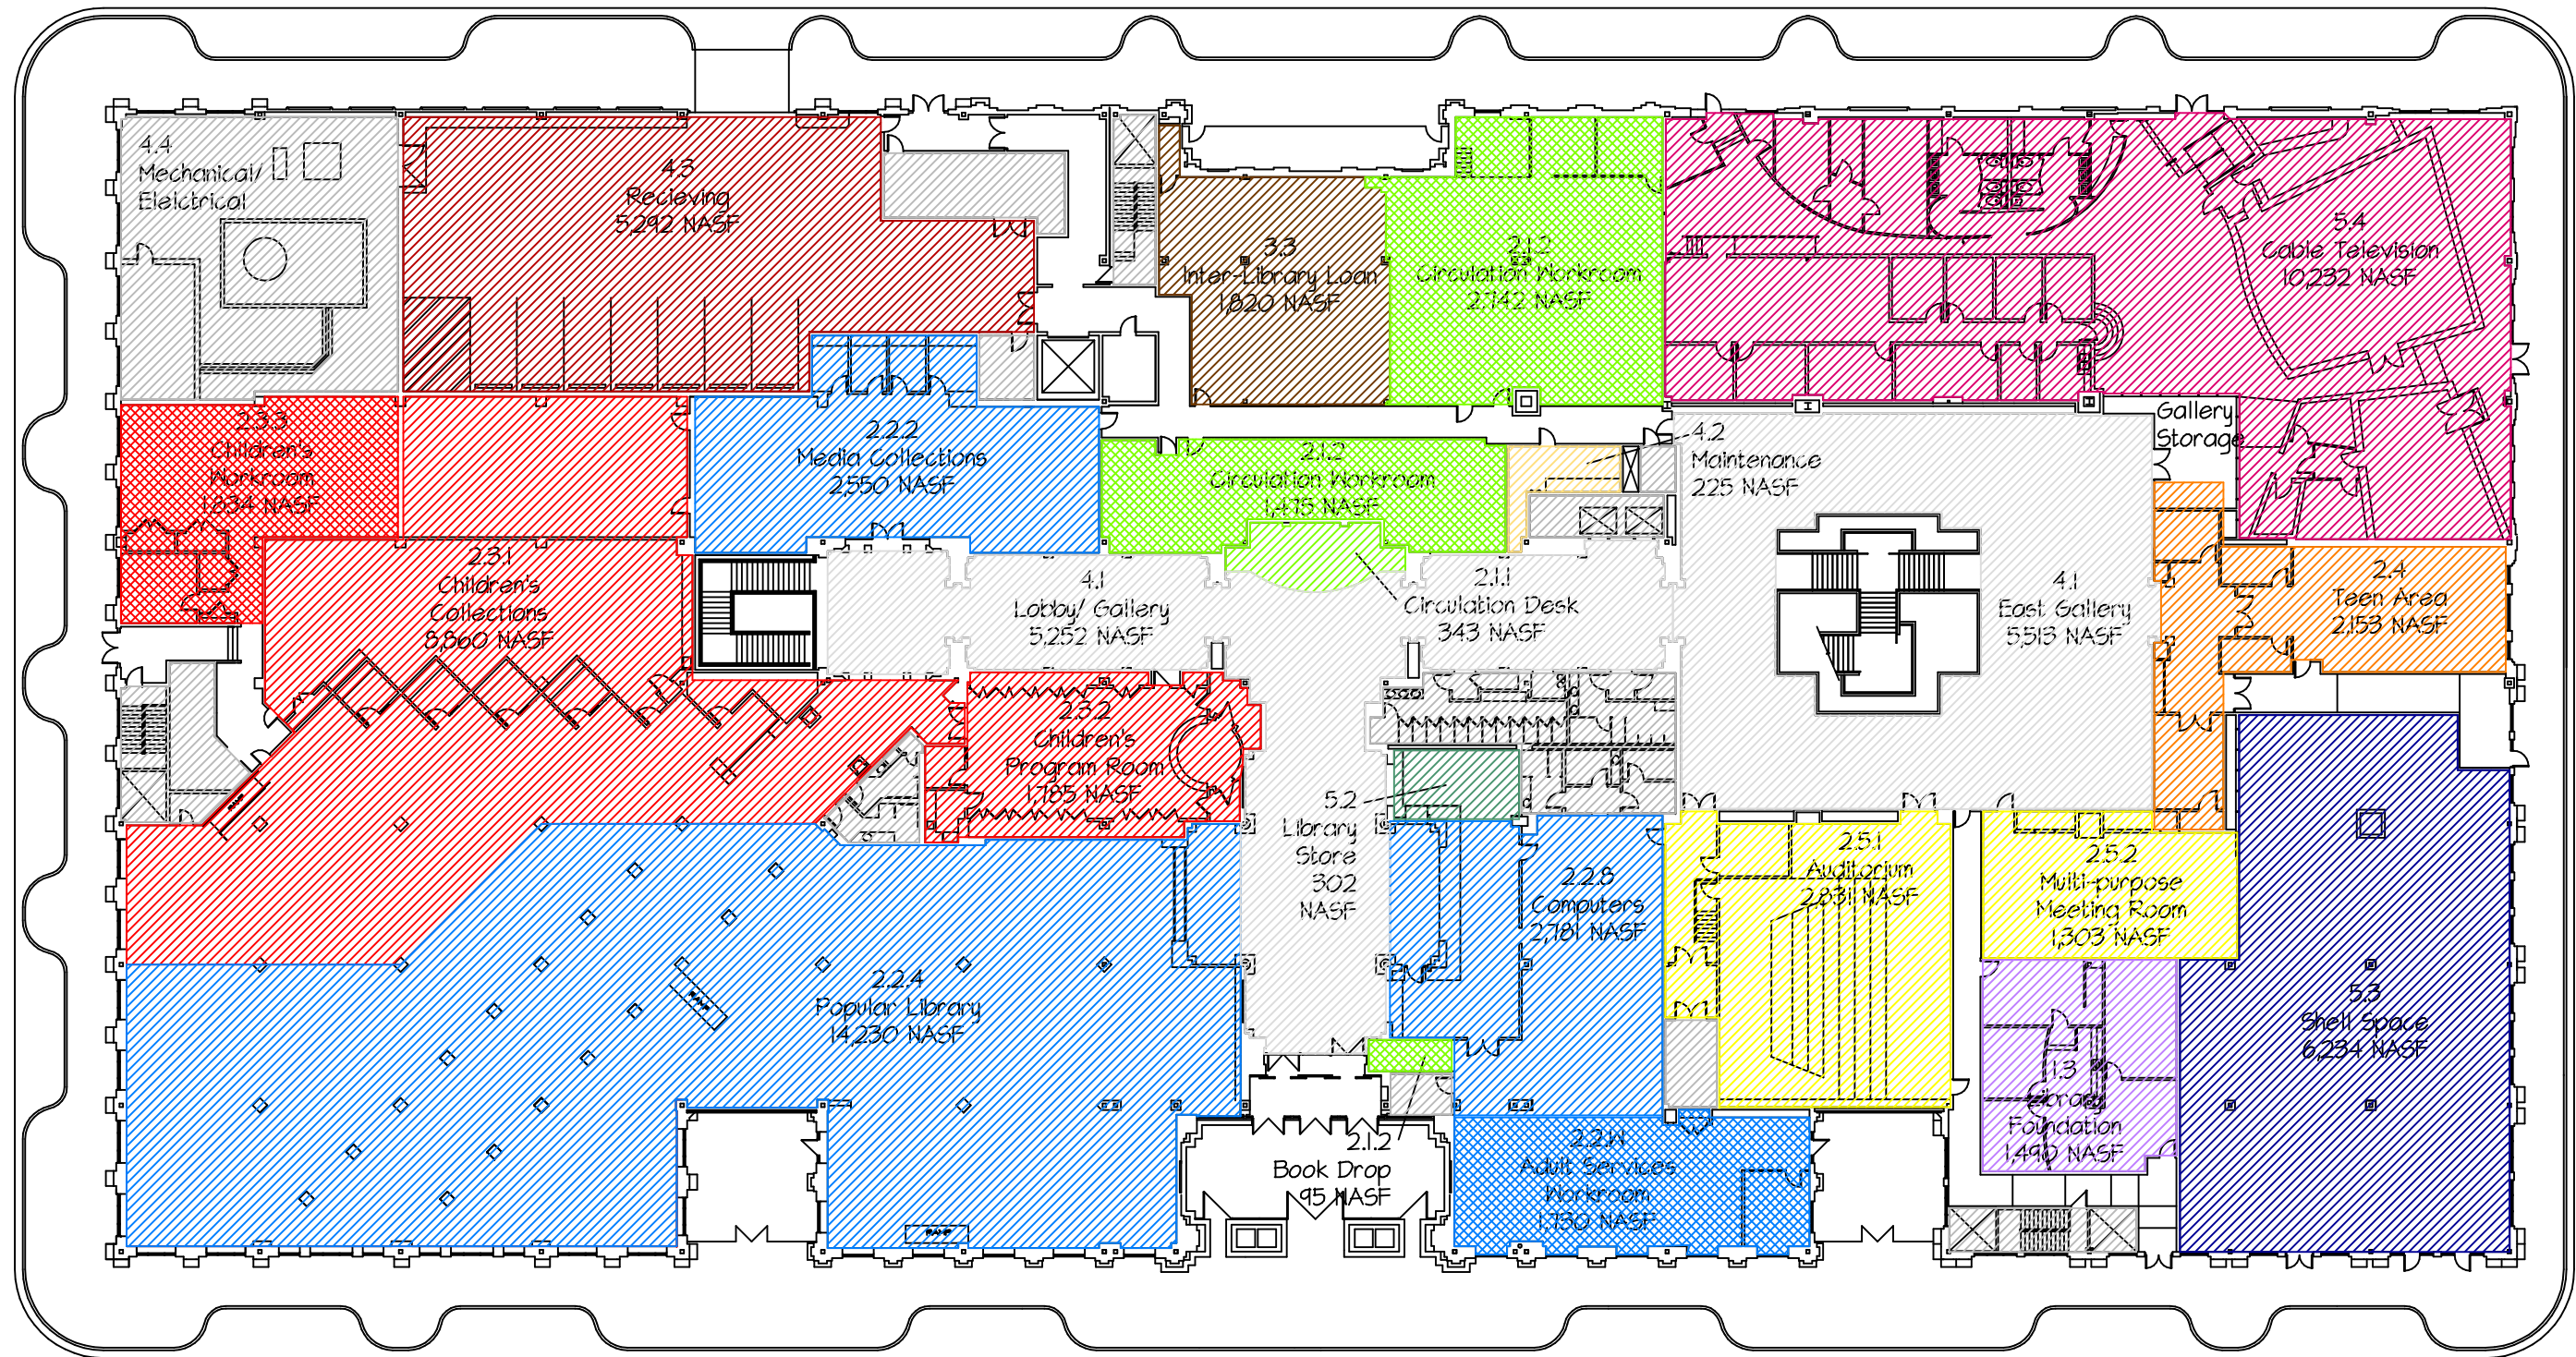 4.4
Mechanical/
Elelctrical
4.3
Recieving
5,292 NASF
3.3
Inter-Library Loan
1,820 NASF
2.1.2
Circulation Workroom
2,742 NASF
5.4
Cable Television
10,232 NASF
2.3.3
Children's
Workroom
1,834 NASF
2.2.2
Media Collections
2,550 NASF
2.1.2
Circulation Workroom
1,475 NASF
4.2
Maintenance
225 NASF
Gallery
Storage
2.3.1
Children's
Collections
8,860 NASF
4.1
Lobby/ Gallery
5,252 NASF
2.1.1
Circulation Desk
343 NASF
4.1
East Gallery
5,513 NASF
2.4
Teen Area
2,153 NASF
2.3.2
Children's
Program Room
1,785 NASF
5.2
Library
Store
302
NASF
2.2.8
Computers
2,781 NASF
2.5.1
Auditorium
2,831 NASF
2.5.2
Multi-purpose
Meeting Room
1,303 NASF
RAMP
2.2.4
Popular Library
14,230 NASF
RAMP
5.3
Shell Space
6,234 NASF
1.3
Library
Foundation
1,490 NASF
2.1.2
Book Drop
95 NASF
2.2.W
Adult Services
Workroom
1,730 NASF
RAMP